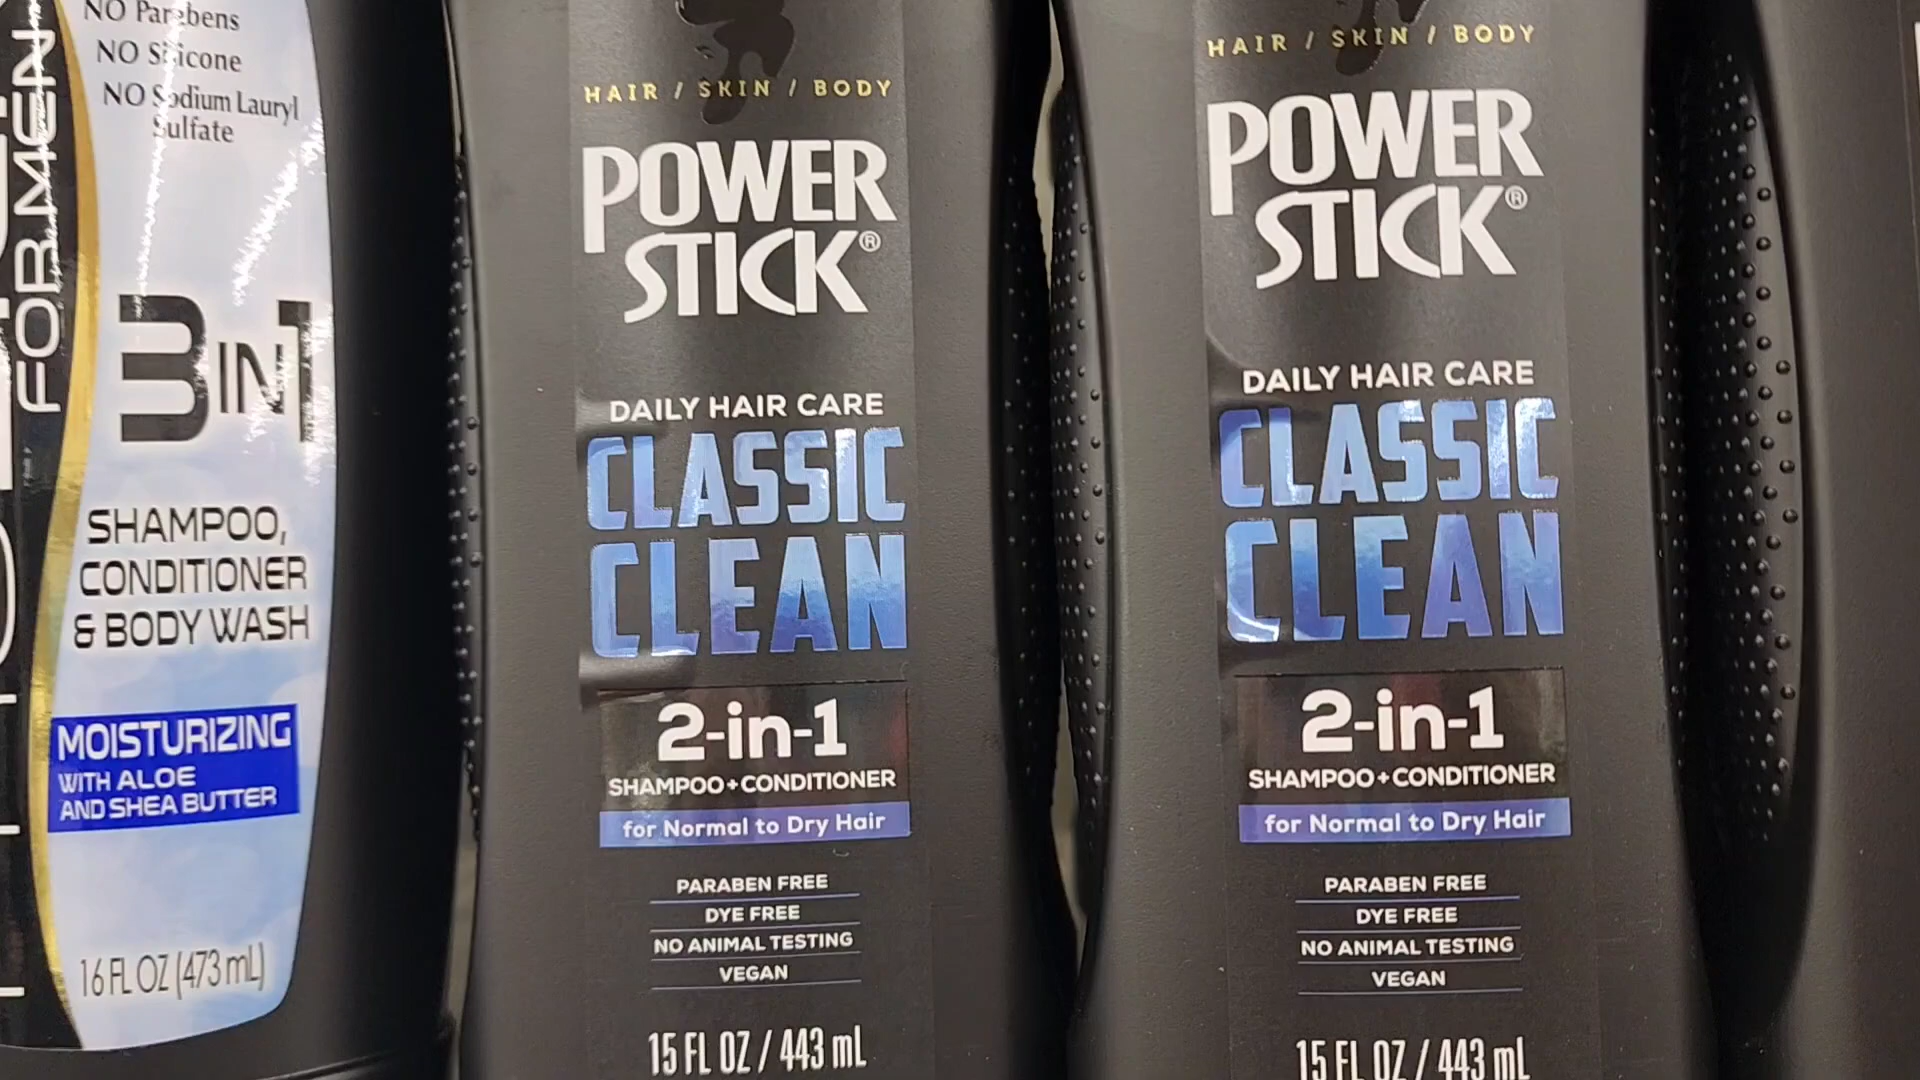 NO Parabens
NO Silicone
NO Sodium Lauryl
Sulfate
FOR MEN
3 IN 1
SHAMPOO,
CONDITIONER
& BODY WASH
MOISTURIZING
WITH ALOE
AND SHEA BUTTER
16 FL OZ (473 mL)
HAIR / SKIN / BODY
POWER
STICK®
DAILY HAIR CARE
CLASSIC
CLEAN
2-in-1
SHAMPOO+CONDITIONER
for Normal to Dry Hair
PARABEN FREE
DYE FREE
NO ANIMAL TESTING
VEGAN
15 FL OZ / 443 mL
HAIR / SKIN / BODY
POWER
STICK®
DAILY HAIR CARE
CLASSIC
CLEAN
2-in-1
SHAMPOO+CONDITIONER
for Normal to Dry Hair
PARABEN FREE
DYE FREE
NO ANIMAL TESTING
VEGAN
15 FL OZ / 443 mL